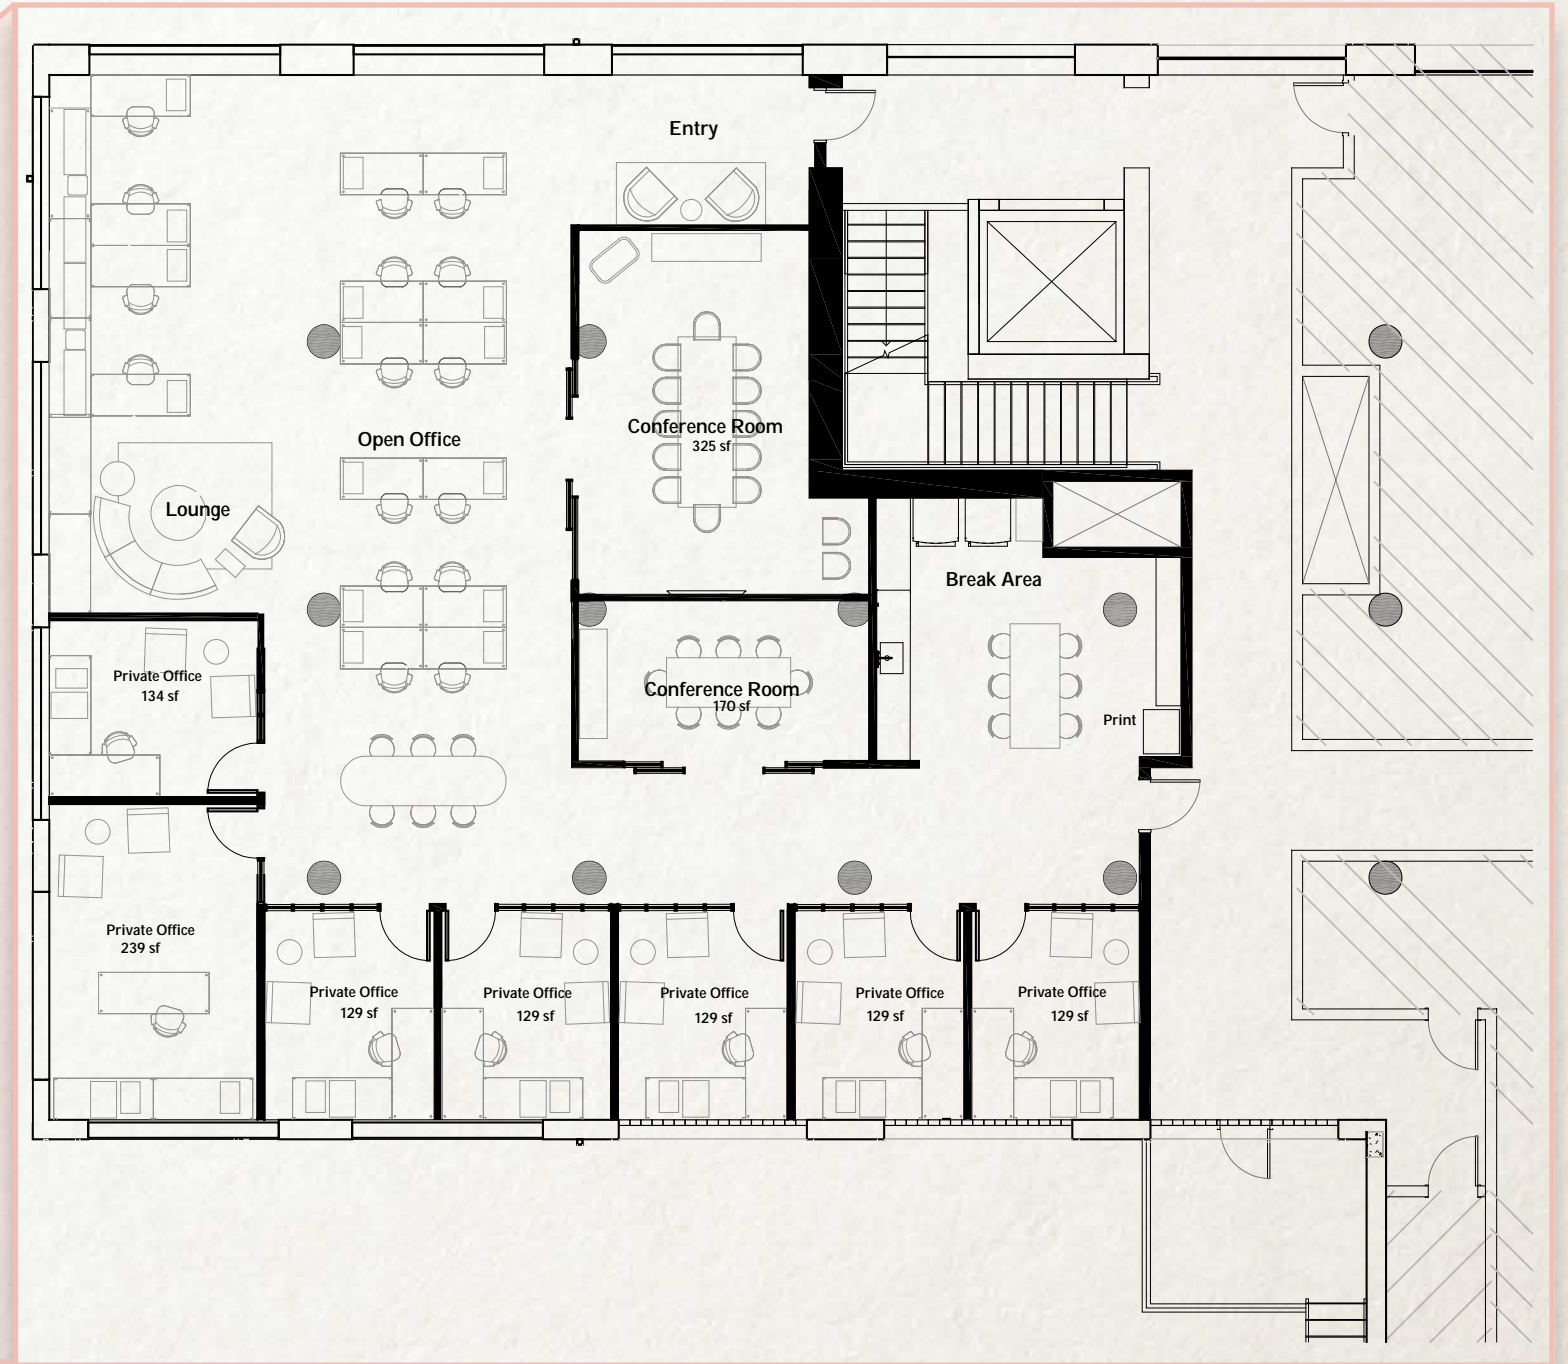 Entry
Conference Room
325 sf
Open Office
Lounge
Break Area
Private Office
134 sf
Conference Room
170 sf
Print
Private Office
239 sf
Private Office
129 sf
Private Office
129 sf
Private Office
129 sf
Private Office
129 sf
Private Office
129 sf